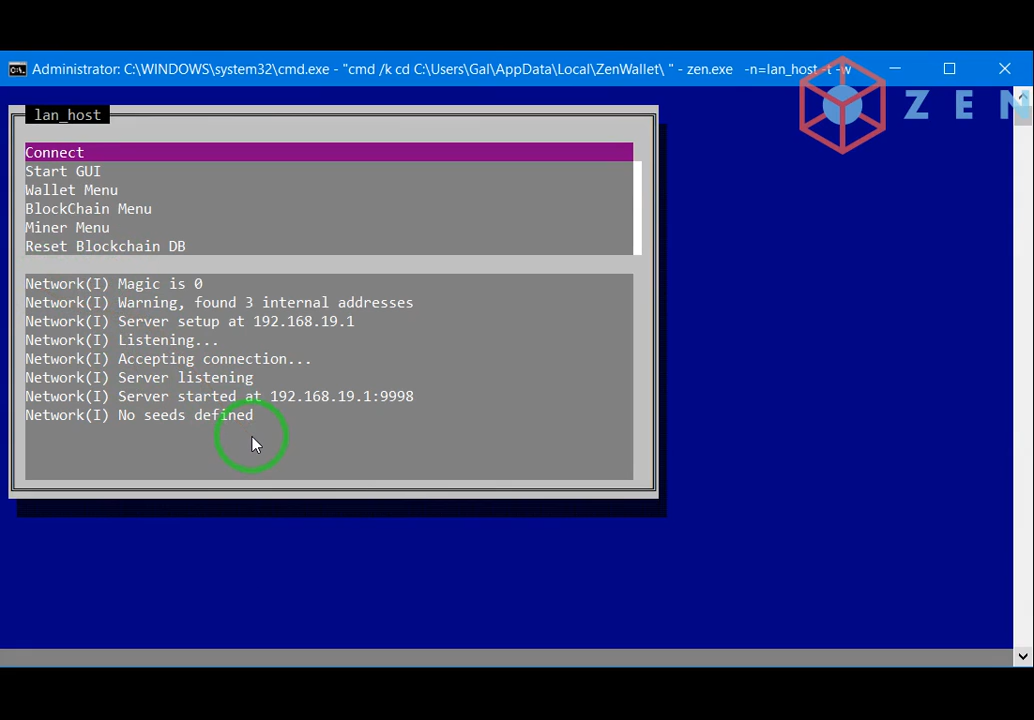 Administrator: C:\WINDOWS\system32\cmd.exe - "cmd /k cd C:\Users\Gal\AppData\Local\ZenWallet\ " - zen.exe -n=lan_host -t -w
ZEN
lan_host
Connect
Start GUI
Wallet Menu
BlockChain Menu
Miner Menu
Reset Blockchain DB
Network(I) Magic is 0
Network(I) Warning, found 3 internal addresses
Network(I) Server setup at 192.168.19.1
Network(I) Listening...
Network(I) Accepting connection...
Network(I) Server listening
Network(I) Server started at 192.168.19.1:9998
Network(I) No seeds defined